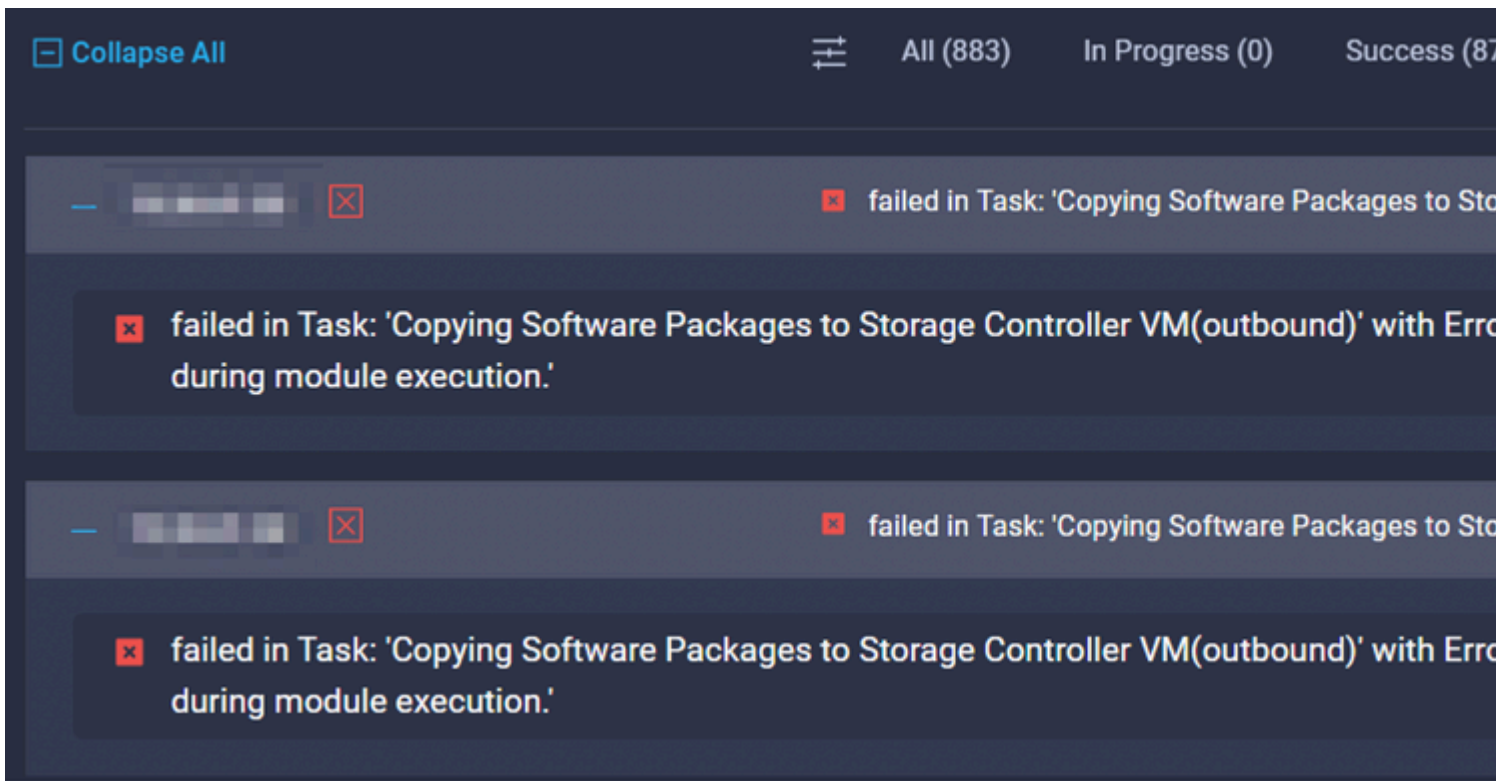 Collapse All
All (883)
In Progress (0)
Success (87
failed in Task: 'Copying Software Packages to Sto
failed in Task: 'Copying Software Packages to Storage Controller VM(outbound)' with Erro
during module execution.'
failed in Task: 'Copying Software Packages to Sto
failed in Task: 'Copying Software Packages to Storage Controller VM(outbound)' with Erro
during module execution.'